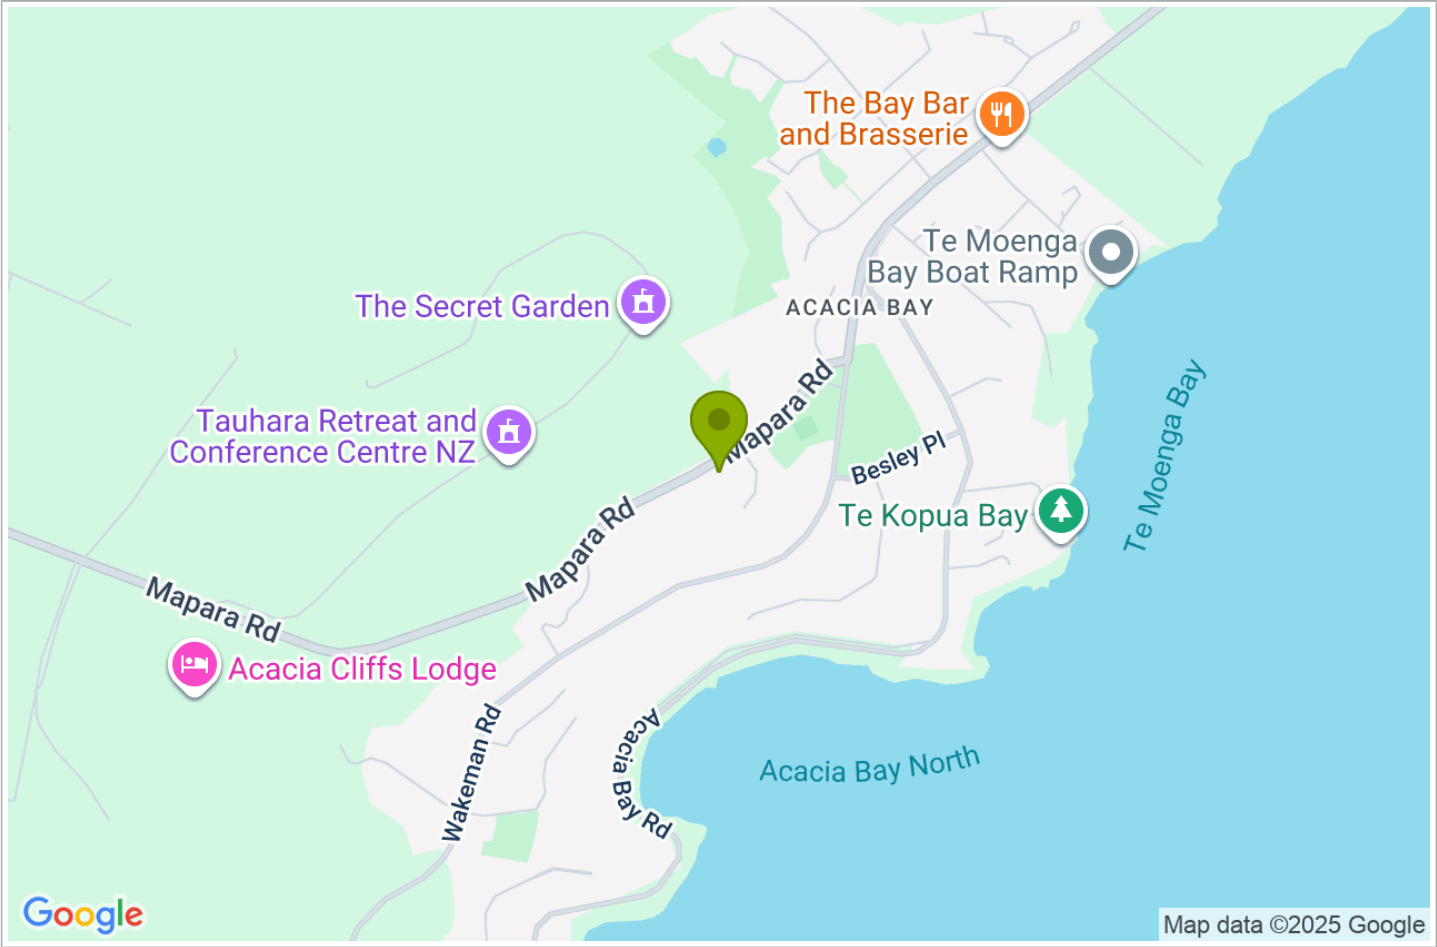 The Bay Bar
and Brasserie
Te Moenga
Bay Boat Ramp
The Secret Garden
ACACIA BAY
Mapara Rd
Te Moenga Bay
Tauhara Retreat and
Conference Centre NZ
Besley Pl
Te Kopua Bay
Mapara Rd
Mapara Rd
Acacia Cliffs Lodge
Wakeman Rd
Acacia Bay Rd
Acacia Bay North
Google
Map data ©2025 Google